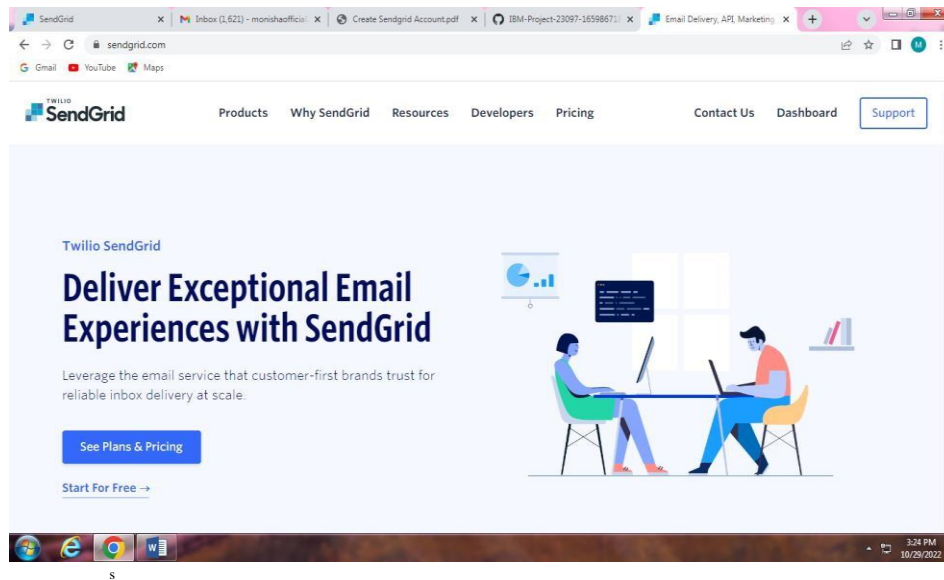 SendGrid
Inbox (1,621) - monishaofficial
Create Sendgrid Account.pdf
IBM-Project-23097-1659867
Email Delivery, API, Marketing
sendgrid.com
M
Gmail
YouTube
Maps
TWILIO
SendGrid
Products
Why SendGrid
Resources
Developers
Pricing
Contact Us
Dashboard
Support
Twilio SendGrid
Deliver Exceptional Email
Experiences with SendGrid
Leverage the email service that customer-first brands trust for
reliable inbox delivery at scale.
See Plans & Pricing
Start For Free →
3:24 PM
10/29/2022
s